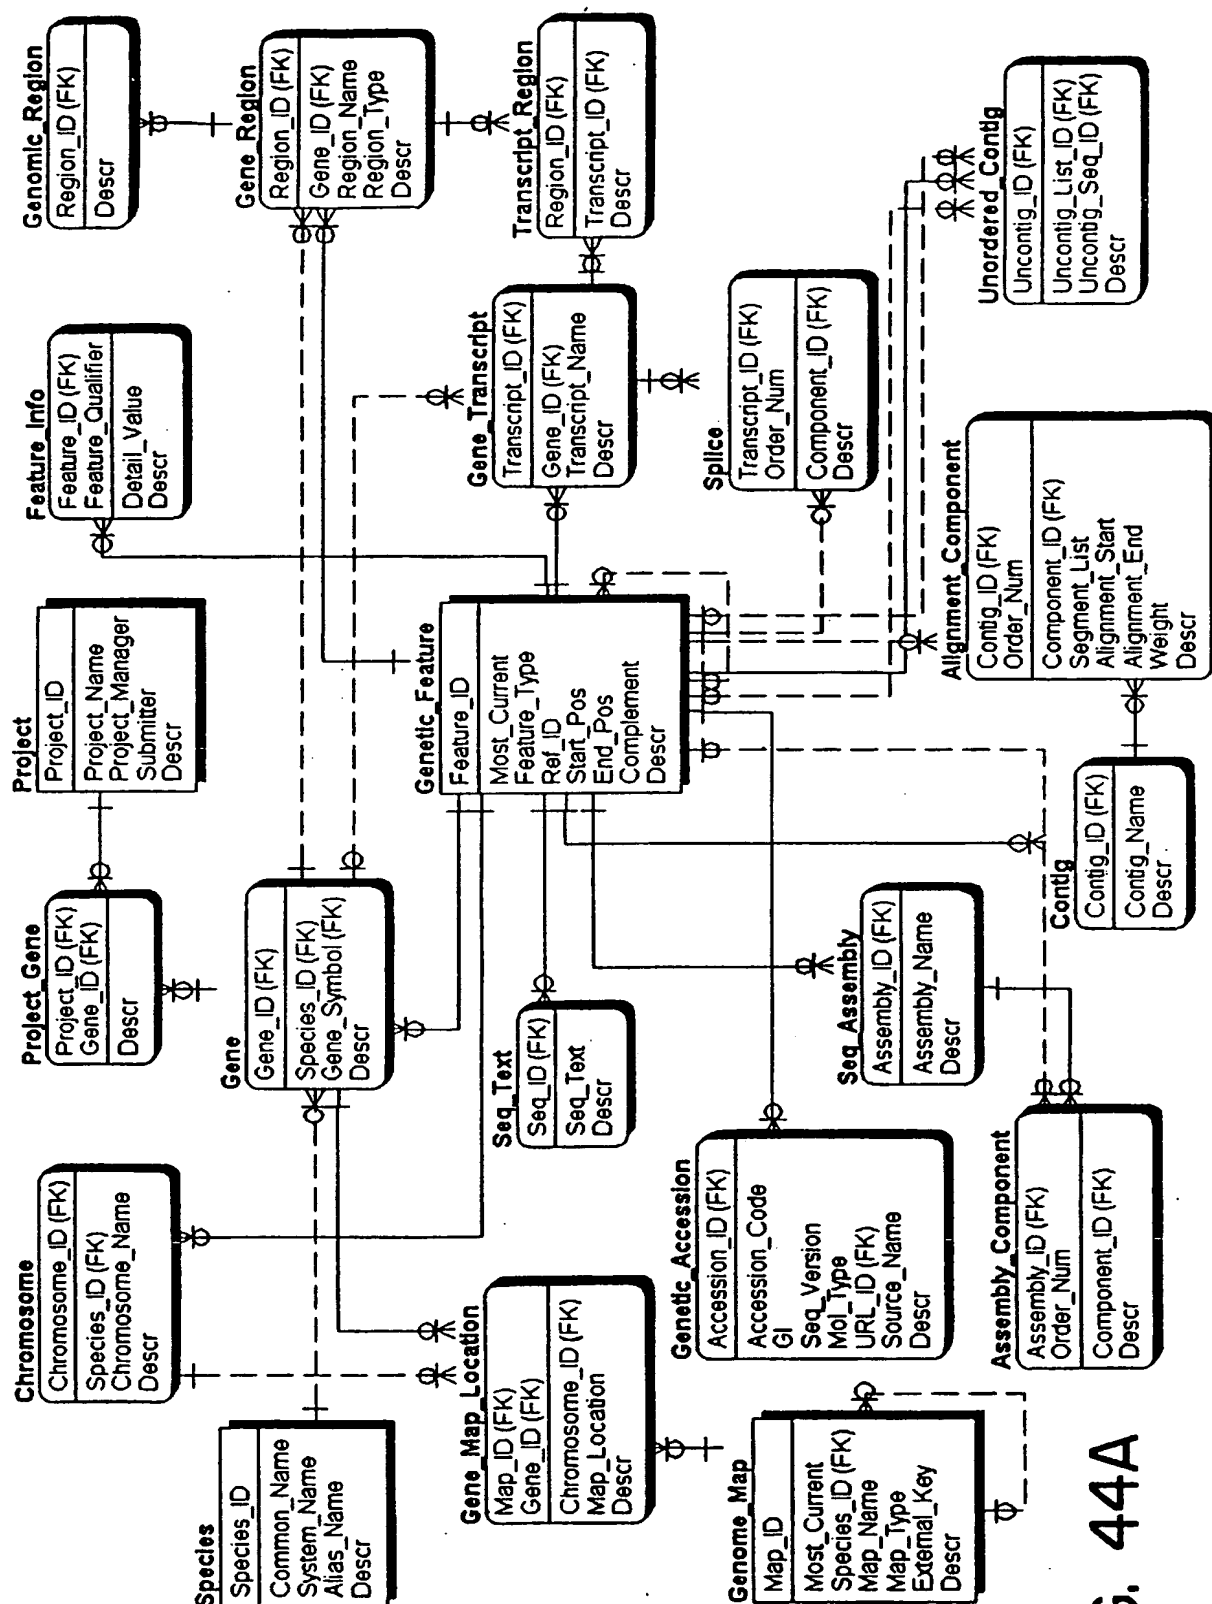 Species
Species_ID
Common_Name
System_Name
Alias_Name
Descr
Chromosome
Chromosome_ID (FK)
Species_ID (FK)
Chromosome_Name
Descr
Project_Gene
Project_ID (FK)
Gene_ID (FK)
Descr
Project
Project_ID
Project_Name
Project_Manager
Submitter
Descr
Feature_Info
Feature_ID (FK)
Feature_Qualifier
Detail_Value
Descr
Genomic_Region
Region_ID (FK)
Descr
Gene
Gene_ID (FK)
Species_ID (FK)
Gene_Symbol (FK)
Descr
Gene_Region
Region_ID (FK)
Gene_ID (FK)
Region_Name
Region_Type
Descr
Gene_Map_Location
Map_ID (FK)
Gene_ID (FK)
Chromosome_ID (FK)
Map_Location
Descr
Seq_Text
Seq_ID (FK)
Seq_Text
Descr
Genetic_Feature
Feature_ID
Most_Current
Feature_Type
Ref_ID
Start_Pos
End_Pos
Complement
Descr
Gene_Transcript
Transcript_ID (FK)
Gene_ID (FK)
Transcript_Name
Descr
Transcript_Region
Region_ID (FK)
Transcript_ID (FK)
Descr
Genome_Map
Map_ID
Most_Current
Species_ID (FK)
Map_Name
Map_Type
External_Key
Descr
Genetic_Accession
Accession_ID (FK)
Accession_Code
GI
Seq_Version
Mol_Type
URL_ID (FK)
Source_Name
Descr
Seq_Assembly
Assembly_ID (FK)
Assembly_Name
Descr
Splice
Transcript_ID (FK)
Order_Num
Component_ID (FK)
Descr
Assembly_Component
Assembly_ID (FK)
Order_Num
Component_ID (FK)
Descr
Contig
Contig_ID (FK)
Contig_Name
Descr
Alignment_Component
Contig_ID (FK)
Order_Num
Component_ID (FK)
Segment_List
Alignment_Start
Alignment_End
Weight
Descr
Unordered_Contig
Uncontig_ID (FK)
Uncontig_List_ID (FK)
Uncontig_Seq_ID (FK)
Descr
G. 44A